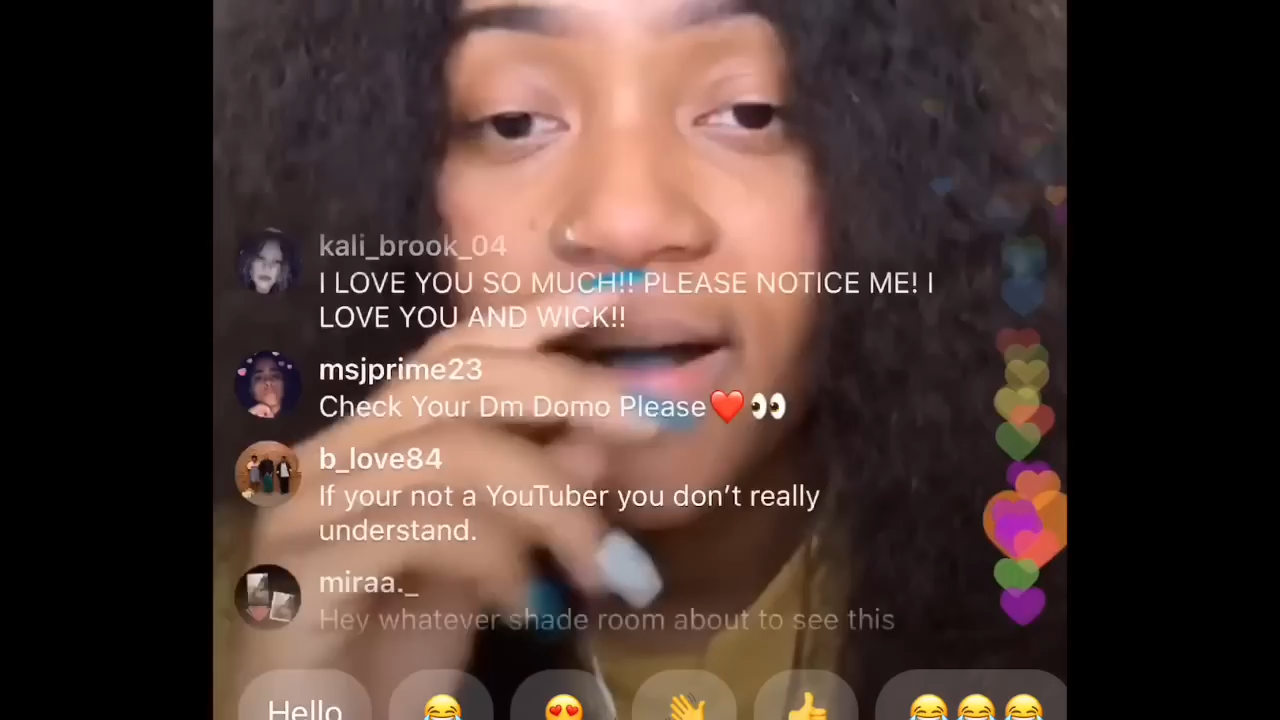 kali_brook_04
I LOVE YOU SO MUCH!! PLEASE NOTICE ME! I
LOVE YOU AND WICK!!
msjprime23
Check Your Dm Domo Please❤️👀
b_love84
If your not a YouTuber you don’t really
understand.
miraa._
Hey whatever shade room about to see this
Hello 😂 😍 👋 👍 😂😂😂